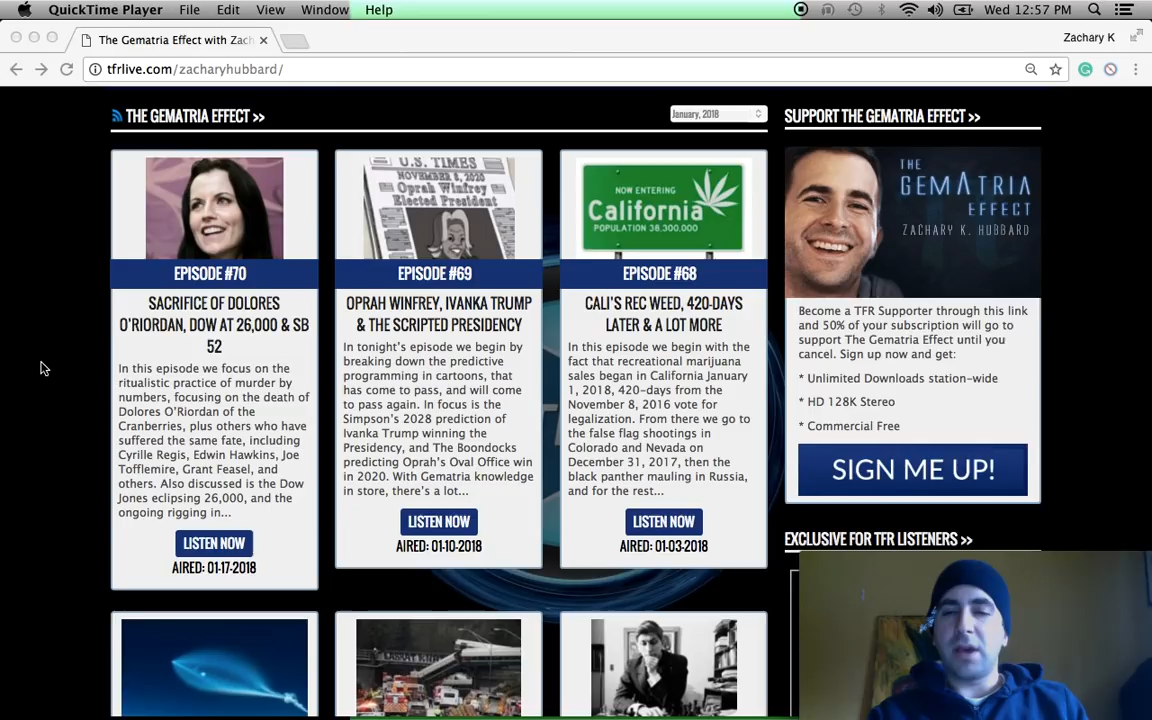 QuickTime Player File Edit View Window Help Wed 12:57 PM
The Gematria Effect with Zach
Zachary K
tfrlive.com/zacharyhubbard/
THE GEMATRIA EFFECT >>
January, 2018
SUPPORT THE GEMATRIA EFFECT >>
EPISODE #70
SACRIFICE OF DOLORES
O'RIORDAN, DOW AT 26,000 & SB
52
In this episode we focus on the
ritualistic practice of murder by
numbers, focusing on the death of
Dolores O'Riordan of the
Cranberries, plus others who have
suffered the same fate, including
Cyrille Regis, Edwin Hawkins, Joe
Tofflemire, Grant Feasel, and
others. Also discussed is the Dow
Jones eclipsing 26,000, and the
ongoing rigging in...
LISTEN NOW
AIRED: 01-17-2018
U.S. TIMES
NOVEMBER 8, 2020
Oprah Winfrey
Elected President
EPISODE #69
OPRAH WINFREY, IVANKA TRUMP
& THE SCRIPTED PRESIDENCY
In tonight's episode we begin by
breaking down the predictive
programming in cartoons, that
has come to pass, and will come
to pass again. In focus is the
Simpson's 2028 prediction of
Ivanka Trump winning the
Presidency, and The Boondocks
predicting Oprah's Oval Office win
in 2020. With Gematria knowledge
in store, there's a lot...
LISTEN NOW
AIRED: 01-10-2018
NOW ENTERING
California
POPULATION 38,300,000
EPISODE #68
CALI'S REC WEED, 420-DAYS
LATER & A LOT MORE
In this episode we begin with the
fact that recreational marijuana
sales began in California January
1, 2018, 420-days from the
November 8, 2016 vote for
legalization. From there we go to
the false flag shootings in
Colorado and Nevada on
December 31, 2017, then the
black panther mauling in Russia,
and for the rest...
LISTEN NOW
AIRED: 01-03-2018
THE
GEMATRIA
EFFECT
ZACHARY K. HUBBARD
Become a TFR Supporter through this link
and 50% of your subscription will go to
support The Gematria Effect until you
cancel. Sign up now and get:
* Unlimited Downloads station-wide
* HD 128K Stereo
* Commercial Free
SIGN ME UP!
EXCLUSIVE FOR TFR LISTENERS >>